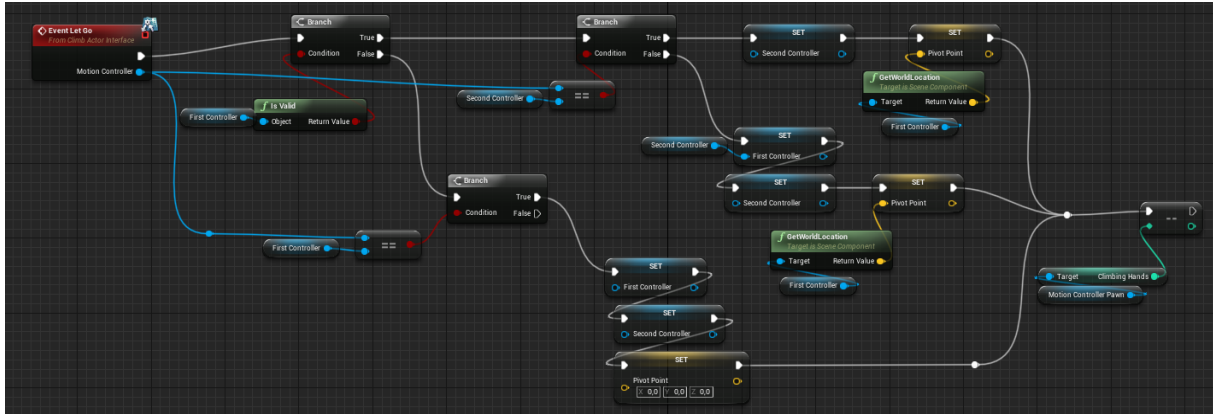 Event Let Go
From Climb Actor Interface
Motion Controller
Branch
True
Condition
False
First Controller
Is Valid
Object
Return Value
Branch
True
Condition
False
Second Controller
==
SET
Second Controller
SET
Pivot Point
GetWorldLocation
Target is Scene Component
Target
Return Value
First Controller
Second Controller
SET
First Controller
SET
Second Controller
SET
Pivot Point
GetWorldLocation
Target is Scene Component
Target
Return Value
First Controller
Branch
True
Condition
False
First Controller
==
SET
First Controller
SET
Second Controller
SET
Pivot Point
X 0,0 Y 0,0 Z 0,0
--
Target
Climbing Hands
Motion Controller Pawn